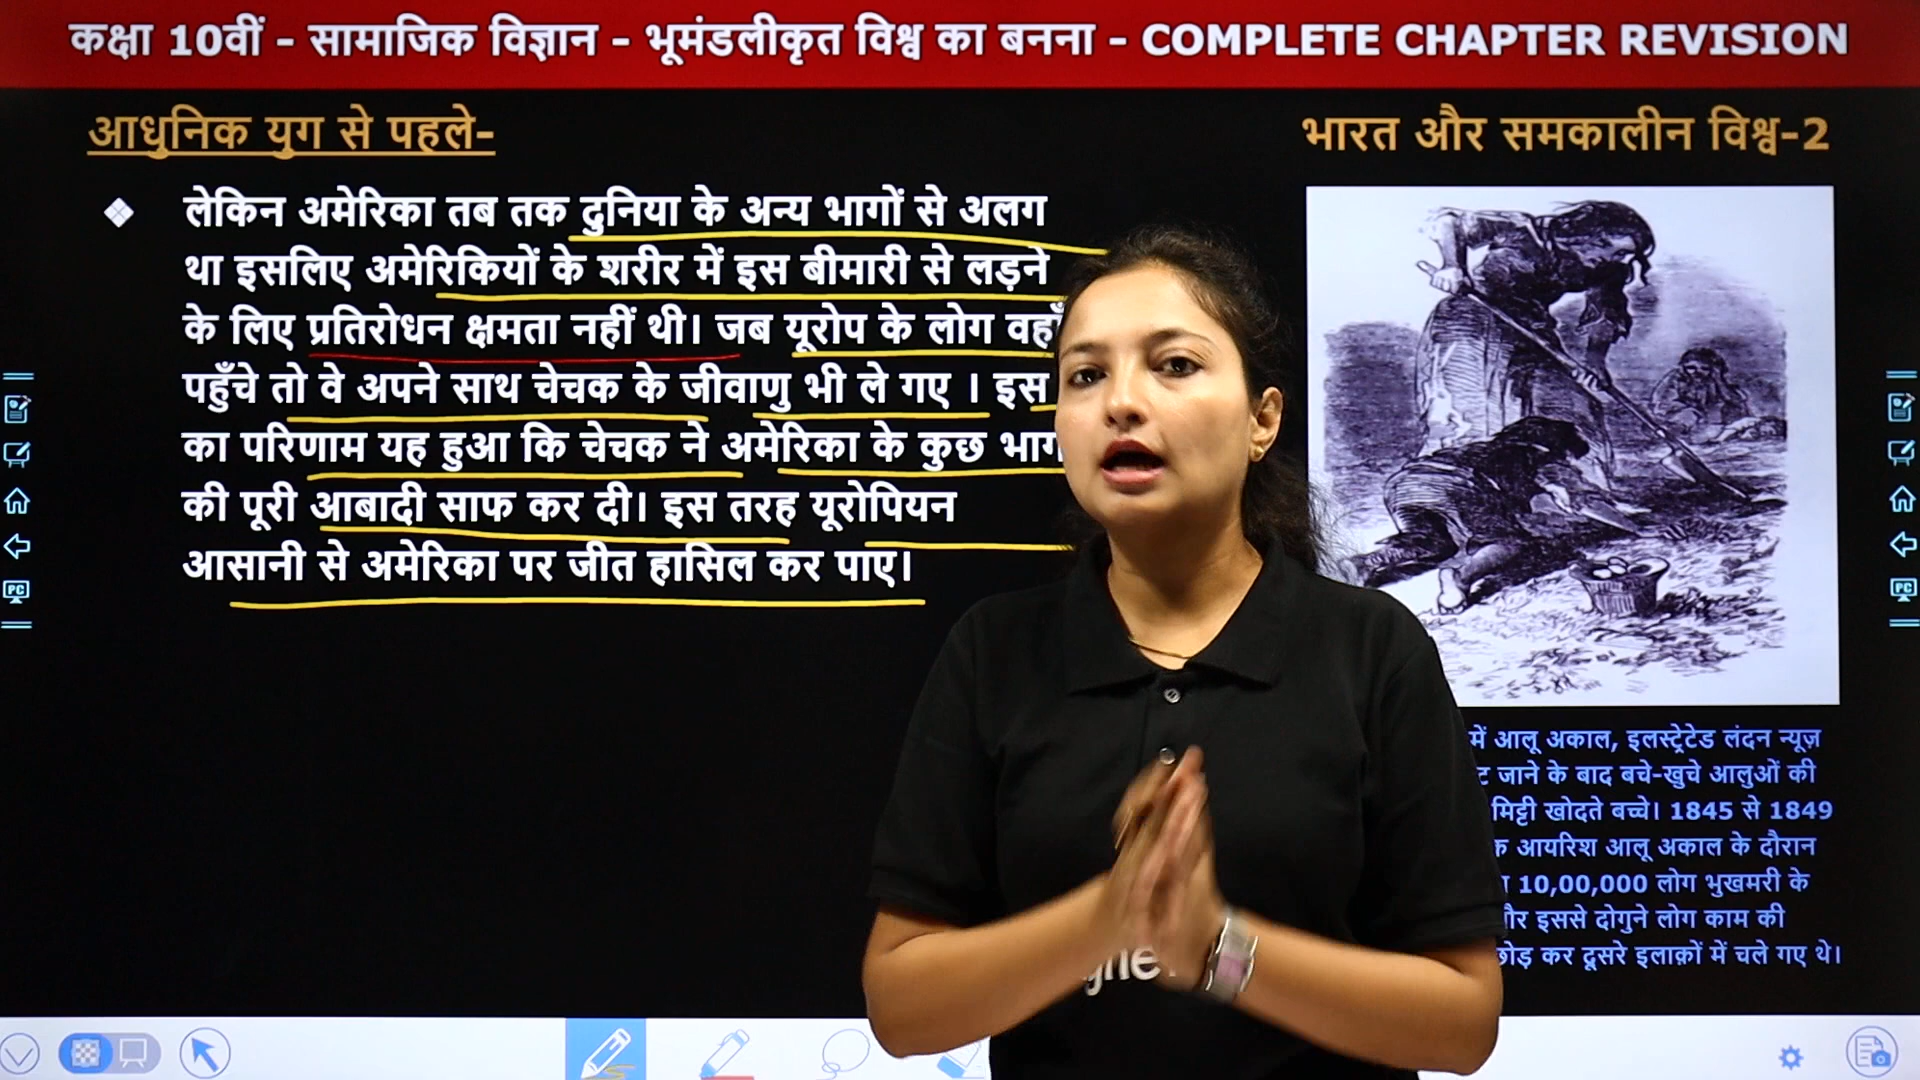 कक्षा 10वीं - सामाजिक विज्ञान - भूमंडलीकृत विश्व का बनना - COMPLETE CHAPTER REVISION
आधुनिक युग से पहले-
लेकिन अमेरिका तब तक दुनिया के अन्य भागों से अलग
था इसलिए अमेरिकियों के शरीर में इस बीमारी से लड़ने
के लिए प्रतिरोधन क्षमता नहीं थी। जब यूरोप के लोग वहाँ
पहुँचे तो वे अपने साथ चेचक के जीवाणु भी ले गए । इस
का परिणाम यह हुआ कि चेचक ने अमेरिका के कुछ भाग
की पूरी आबादी साफ कर दी। इस तरह यूरोपियन
आसानी से अमेरिका पर जीत हासिल कर पाए।
भारत और समकालीन विश्व-2
में आलू अकाल, इलस्ट्रेटेड लंदन न्यूज़
जाने के बाद बचे-खुचे आलुओं की
मिट्टी खोदते बच्चे। 1845 से 1849
आयरिश आलू अकाल के दौरान
10,00,000 लोग भुखमरी के
इससे दोगुने लोग काम की
कर दूसरे इलाक़ों में चले गए थे।
PC
PC